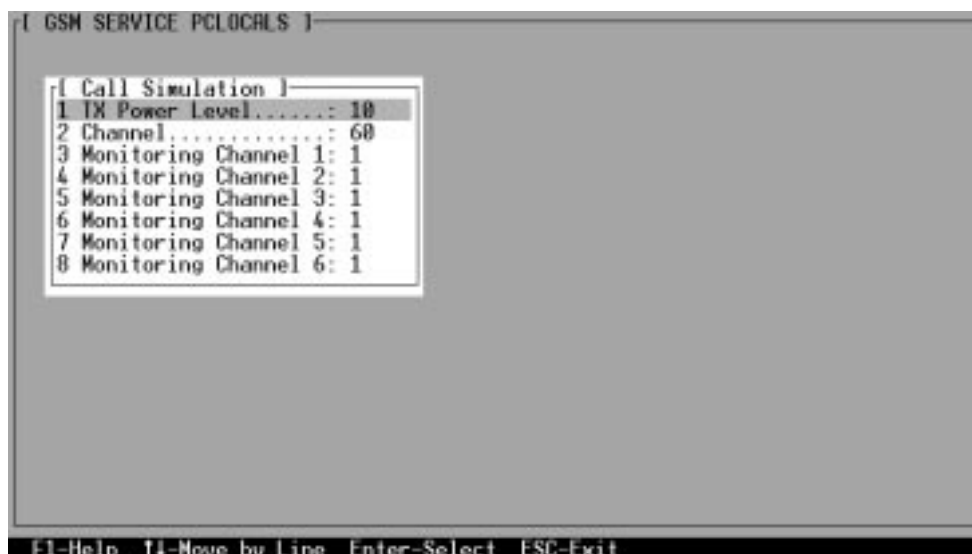 [ GSM SERVICE PCLOCALS ]
[ Call Simulation ]
1 TX Power Level......: 10
2 Channel.............: 60
3 Monitoring Channel 1: 1
4 Monitoring Channel 2: 1
5 Monitoring Channel 3: 1
6 Monitoring Channel 4: 1
7 Monitoring Channel 5: 1
8 Monitoring Channel 6: 1
F1-Help ↑↓-Move by Line Enter-Select ESC-Exit